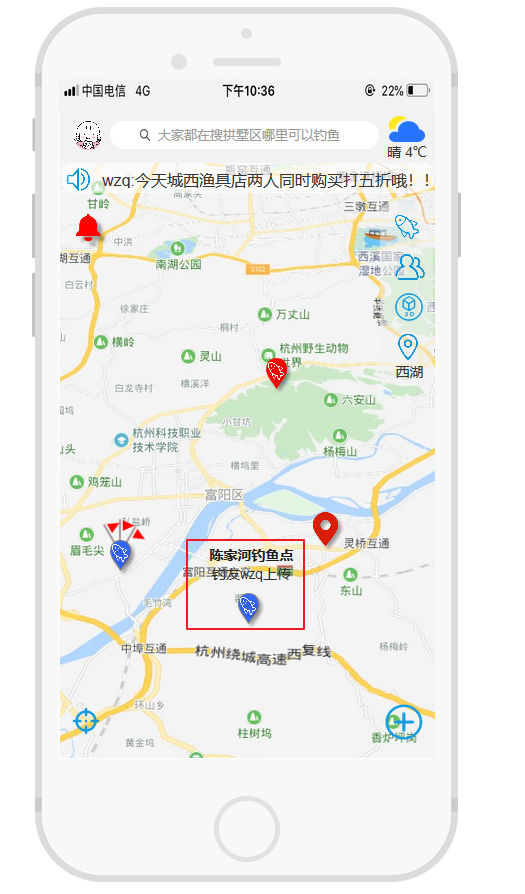 中国电信 4G 下午10:36 22%
大家都在搜拱墅区哪里可以钓鱼
晴 4℃
wzq:今天城西渔具店两人同时购买打五折哦！！
甘岭
三墩互通
中洪
湖互通
南湖公园
西溪国家
湿地公园
S102
白云村
3D
徐家庄
万丈山
桐村
横岭
灵山
杭州野生动物
世界
西湖
白龙寺村
横溪洋
六安山
小甘坑
杭州科技职业
技术学院
杨梅山
山头
横坞里
鸡笼山
富阳区
眉毛尖
灵桥互通
陈家河钓鱼点
钓友wzq上传
东山
毛竹湾
中埠互通
杭州绕城高速西复线
杨梅岭
环山乡
柱树坞
香炉坪岗
黄金坞